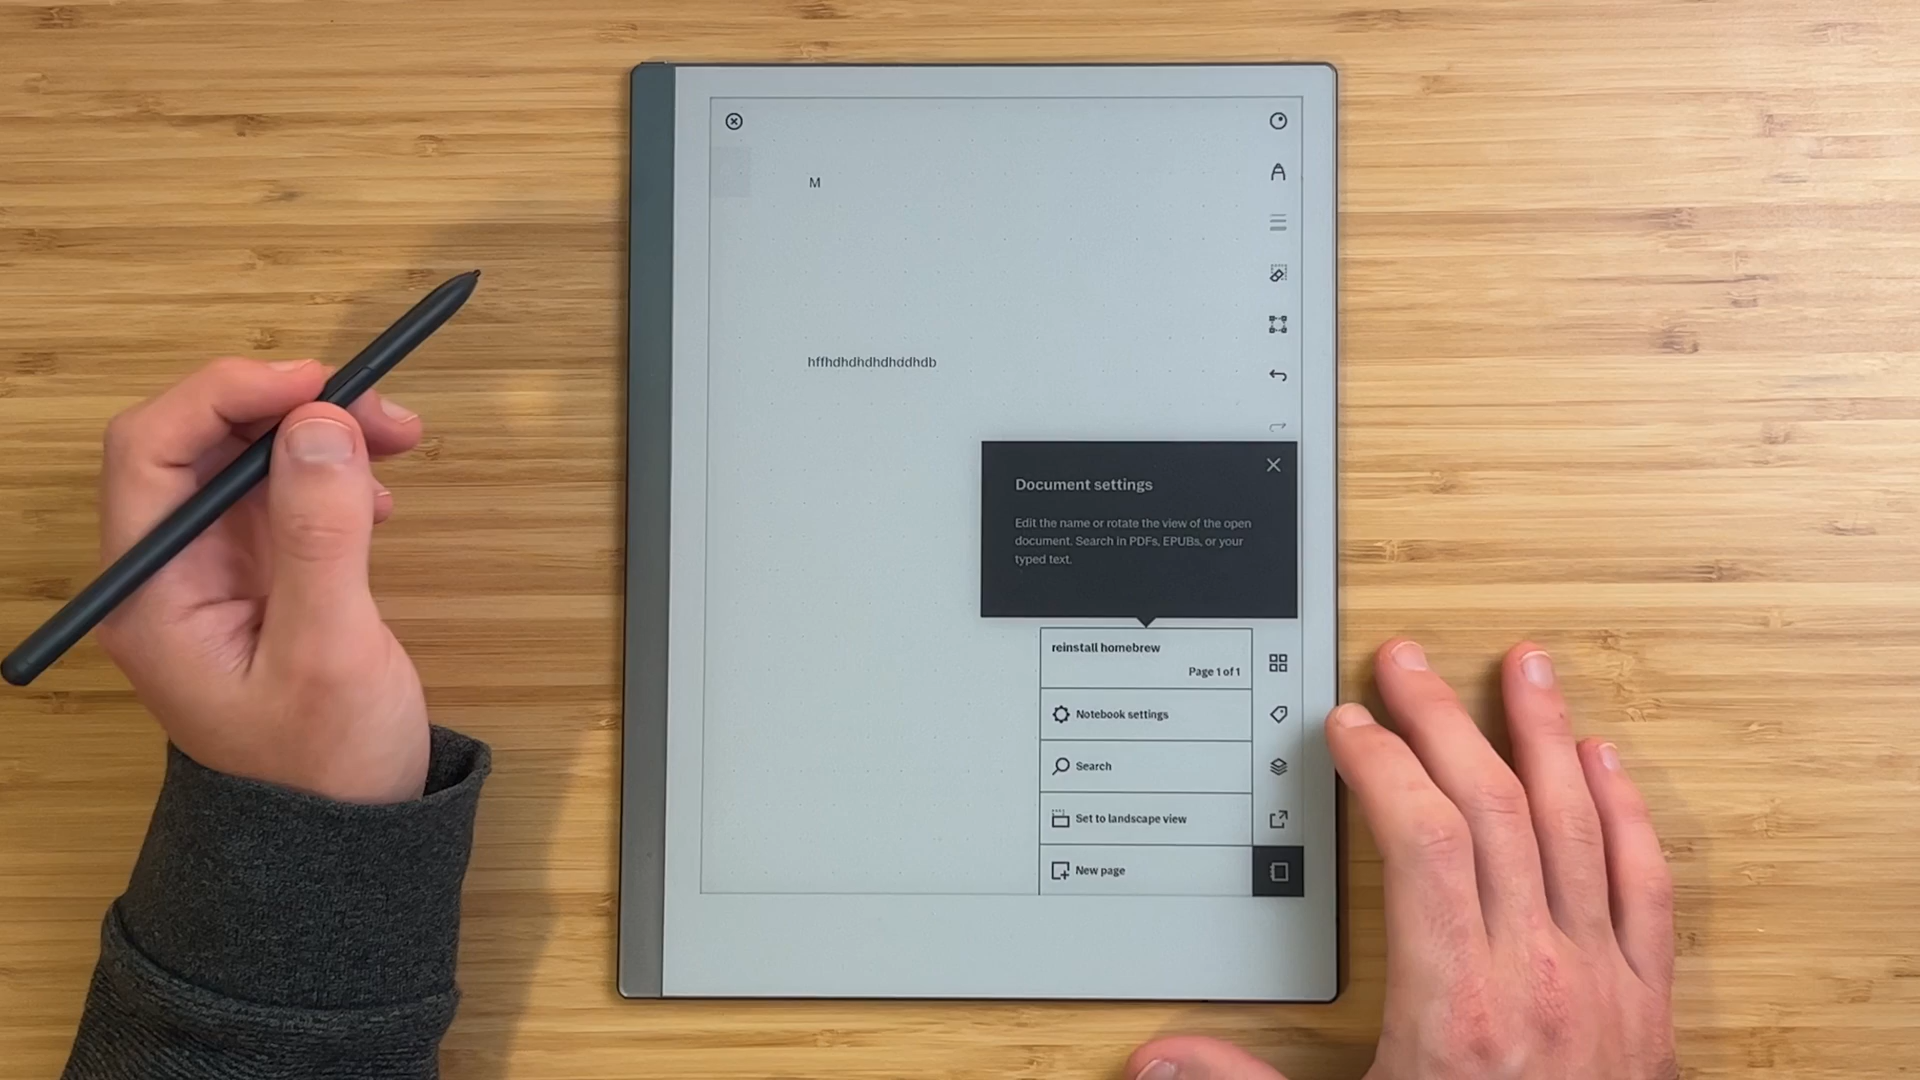 M
hffhdhdhdhdhddhdb
Document settings
Edit the name or rotate the view of the open
document. Search in PDFs, EPUBs, or your
typed text.
reinstall homebrew
Page 1 of 1
Notebook settings
Search
Set to landscape view
New page